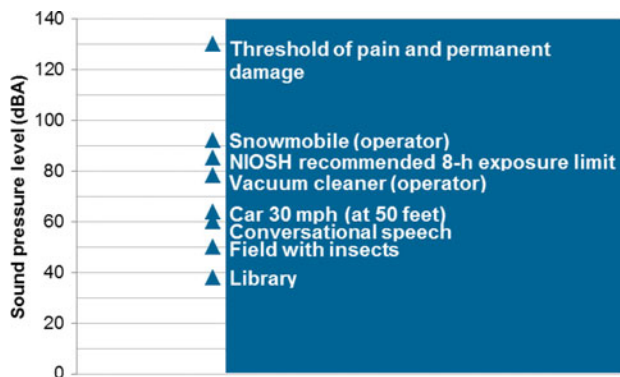 140
120
100
80
60
40
20
0
Sound pressure level (dBA)
Threshold of pain and permanent
damage
Snowmobile (operator)
NIOSH recommended 8-h exposure limit
Vacuum cleaner (operator)
Car 30 mph (at 50 feet)
Conversational speech
Field with insects
Library